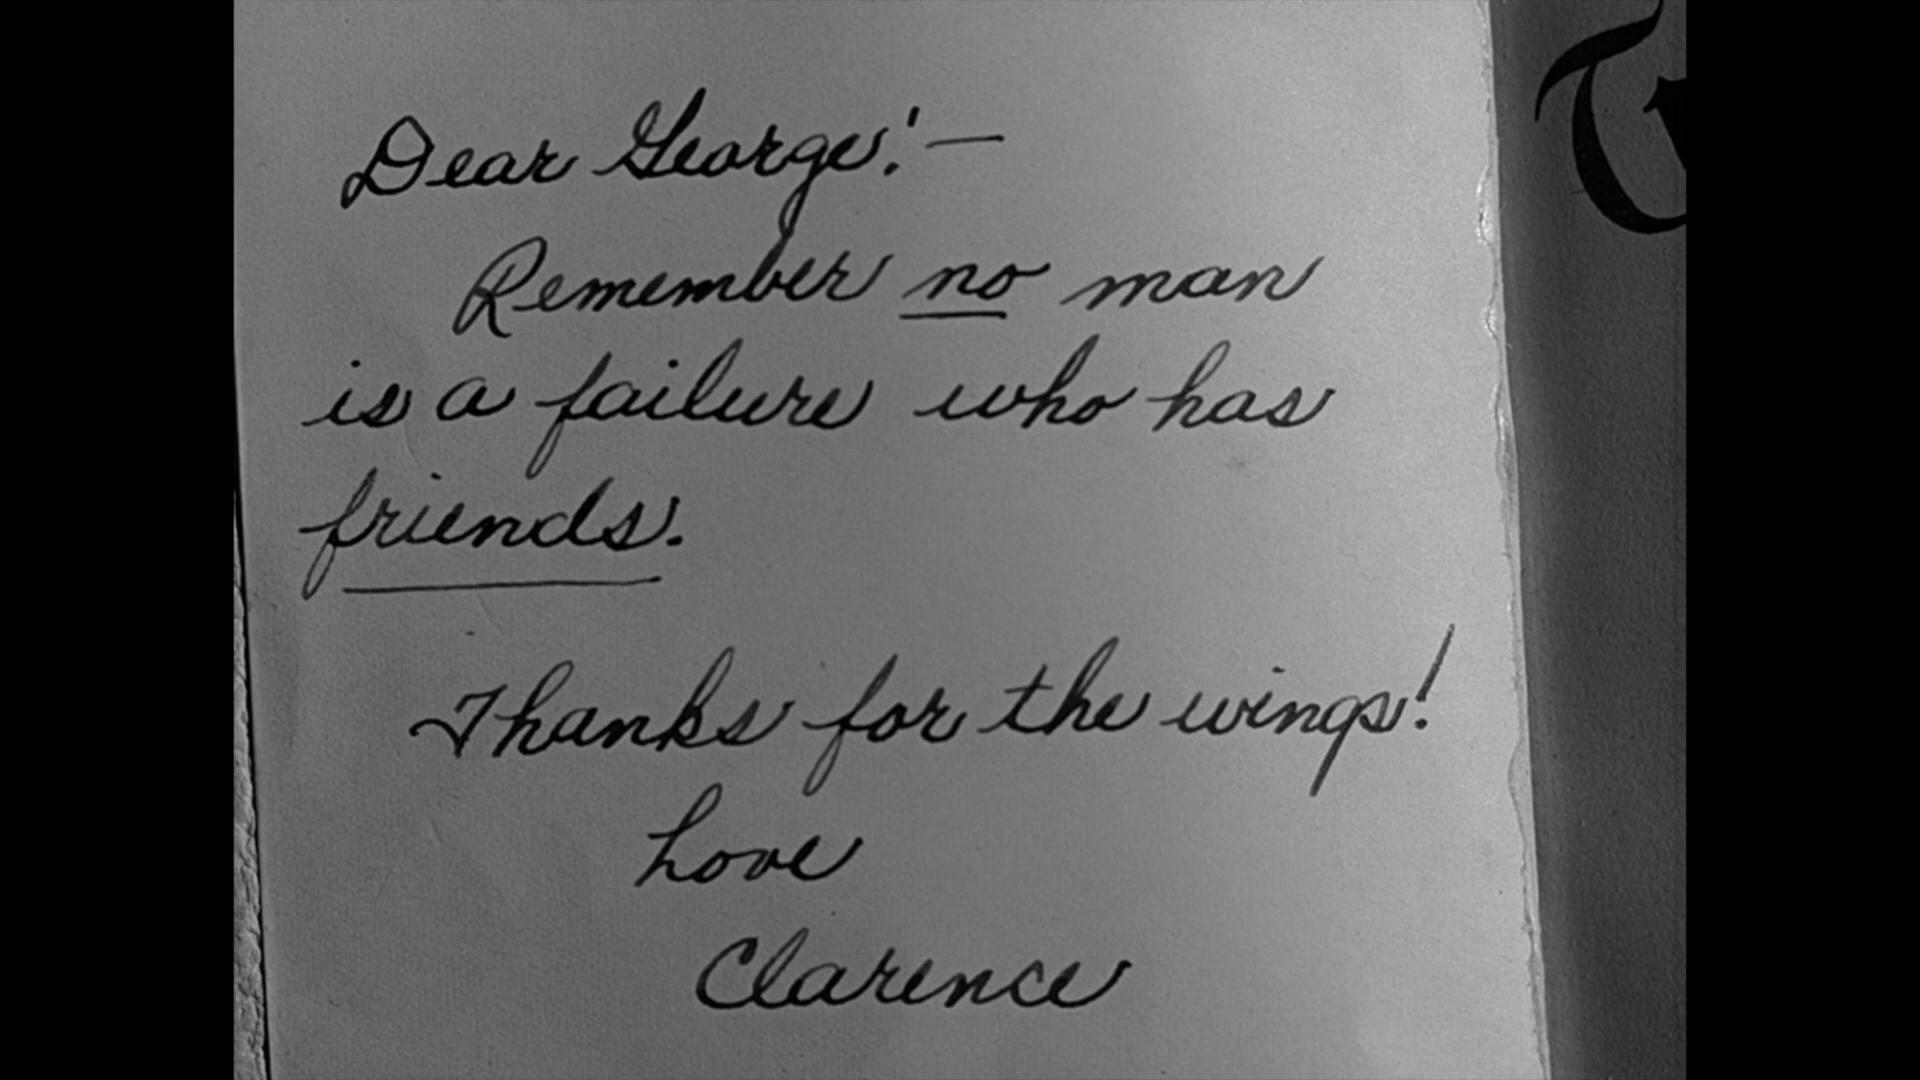 Dear George:—
Remember no man
is a failure who has
friends.
Thanks for the wings!
Love
Clarence